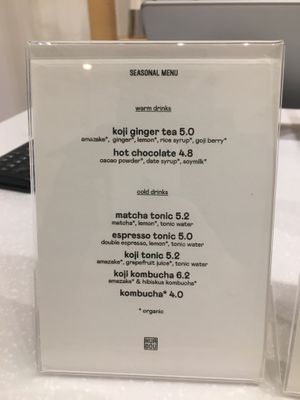 SEASONAL MENU
warm drinks
koji ginger tea 5.0
amazake*, ginger*, lemon*, rice syrup*, goji berry*
hot chocolate 4.8
cacao powder*, date syrup*, soymilk*
cold drinks
matcha tonic 5.2
matcha*, lemon*, tonic water
espresso tonic 5.0
double espresso, lemon*, tonic water
koji tonic 5.2
amazake*, grapefruit juice*, tonic water
koji kombucha 6.2
amazake* & hibiskus kombucha*
kombucha* 4.0
* organic